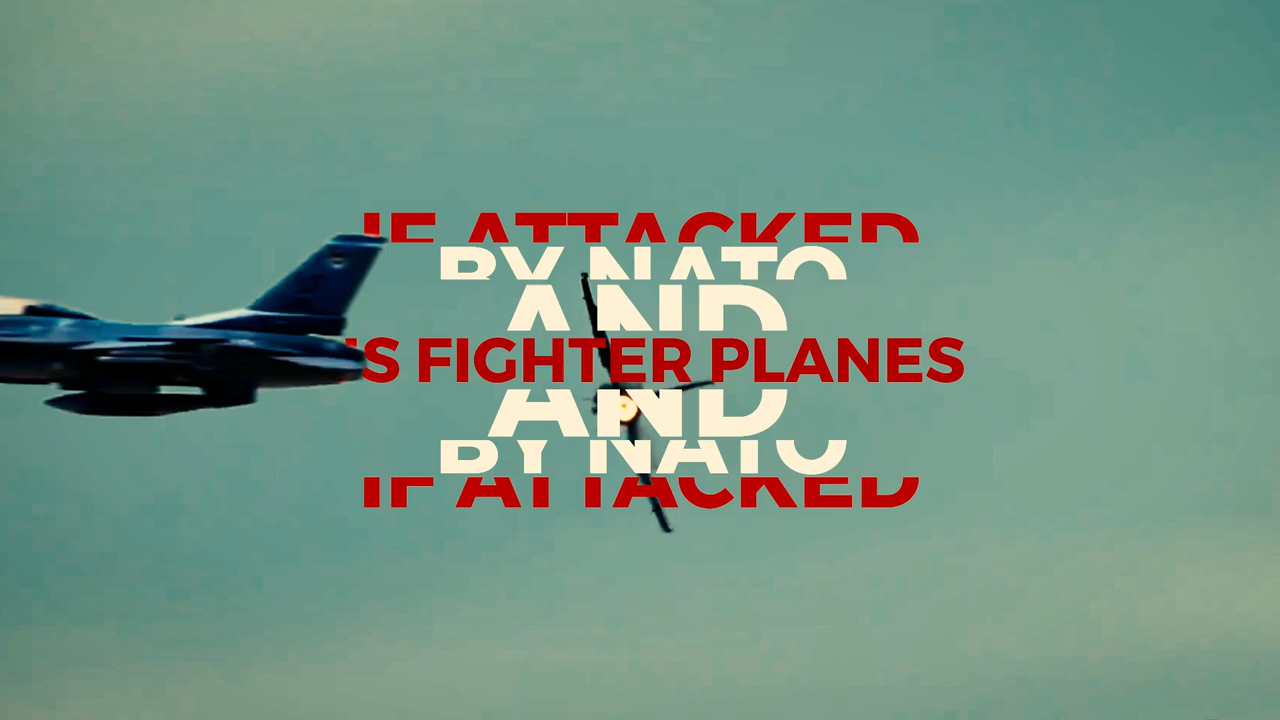 IF ATTACKED
BY NATO
AND
FIGHTER PLANES
AND
BY NATO
IF ATTACKED